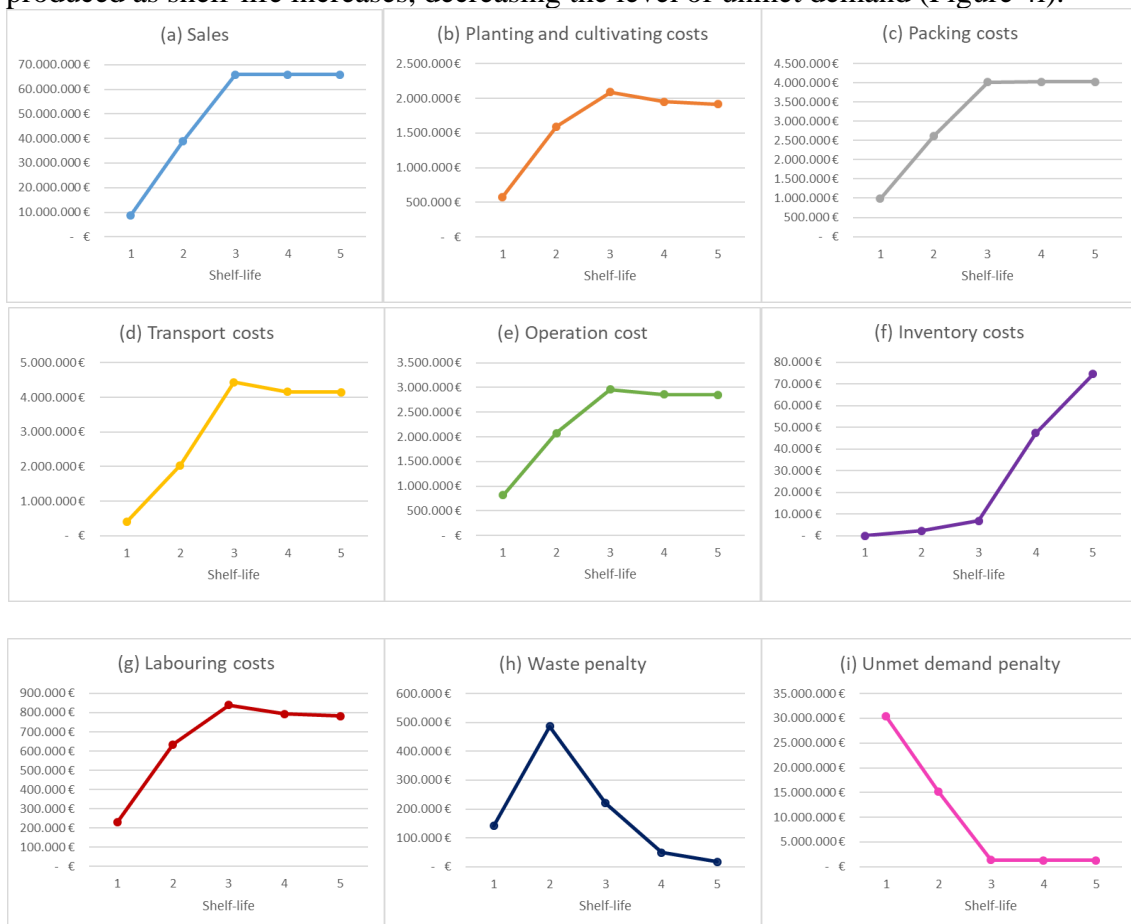 produced as shelf-life increases, decreasing the level of unmet demand (Figure 4i).
(a) Sales
70.000.000 €
60.000.000 €
50.000.000 €
40.000.000 €
30.000.000 €
20.000.000 €
10.000.000 €
- €
1 2 3 4 5
Shelf-life
(b) Planting and cultivating costs
2.500.000 €
2.000.000 €
1.500.000 €
1.000.000 €
500.000 €
- €
1 2 3 4 5
Shelf-life
(c) Packing costs
4.500.000 €
4.000.000 €
3.500.000 €
3.000.000 €
2.500.000 €
2.000.000 €
1.500.000 €
1.000.000 €
500.000 €
- €
1 2 3 4 5
Shelf-life
(d) Transport costs
5.000.000 €
4.000.000 €
3.000.000 €
2.000.000 €
1.000.000 €
- €
1 2 3 4 5
Shelf-life
(e) Operation cost
3.500.000 €
3.000.000 €
2.500.000 €
2.000.000 €
1.500.000 €
1.000.000 €
500.000 €
- €
1 2 3 4 5
Shelf-life
(f) Inventory costs
80.000 €
70.000 €
60.000 €
50.000 €
40.000 €
30.000 €
20.000 €
10.000 €
- €
1 2 3 4 5
Shelf-life
(g) Labouring costs
900.000 €
800.000 €
700.000 €
600.000 €
500.000 €
400.000 €
300.000 €
200.000 €
100.000 €
- €
1 2 3 4 5
Shelf-life
(h) Waste penalty
600.000 €
500.000 €
400.000 €
300.000 €
200.000 €
100.000 €
- €
1 2 3 4 5
Shelf-life
(i) Unmet demand penalty
35.000.000 €
30.000.000 €
25.000.000 €
20.000.000 €
15.000.000 €
10.000.000 €
5.000.000 €
- €
1 2 3 4 5
Shelf-life